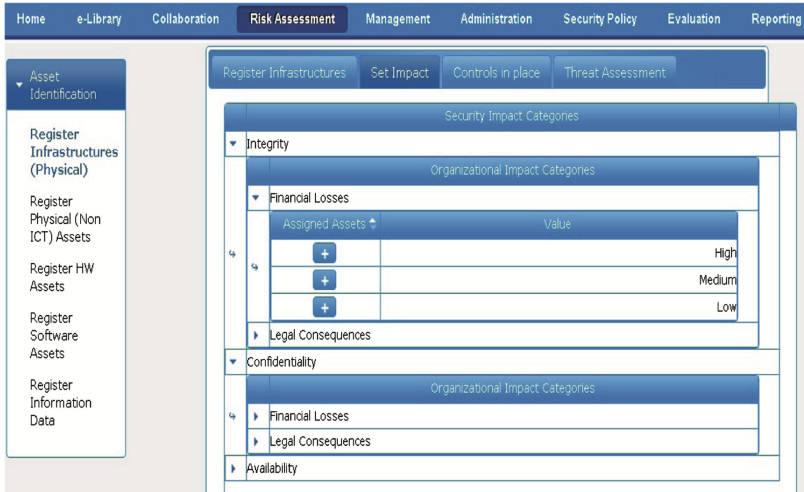 Home e-Library Collaboration Risk Assessment Management Administration Security Policy Evaluation Reporting
Asset
Identification
Register
Infrastructures
(Physical)
Register
Physical (Non
ICT) Assets
Register HW
Assets
Register
Software
Assets
Register
Information
Data
Register Infrastructures Set Impact Controls in place Threat Assessment
Security Impact Categories
Integrity
Organizational Impact Categories
Financial Losses
Assigned Assets Value
+ High
+ Medium
+ Low
Legal Consequences
Confidentiality
Organizational Impact Categories
Financial Losses
Legal Consequences
Availability